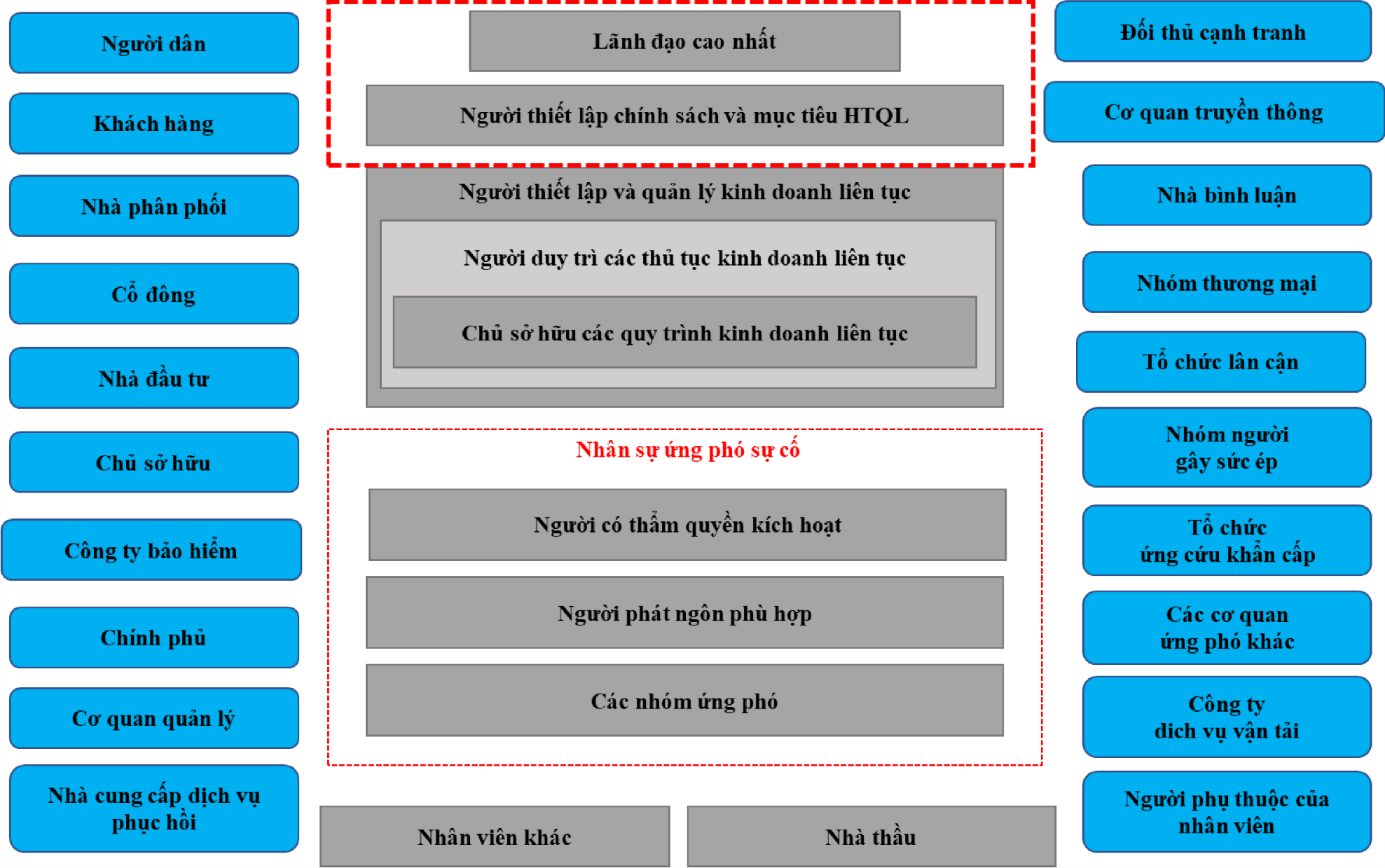 Người dân
Khách hàng
Nhà phân phối
Cổ đông
Nhà đầu tư
Chủ sở hữu
Công ty bảo hiểm
Chính phủ
Cơ quan quản lý
Nhà cung cấp dịch vụ
phục hồi
Lãnh đạo cao nhất
Người thiết lập chính sách và mục tiêu HTQL
Người thiết lập và quản lý kinh doanh liên tục
Người duy trì các thủ tục kinh doanh liên tục
Chủ sở hữu các quy trình kinh doanh liên tục
Nhân sự ứng phó sự cố
Người có thẩm quyền kích hoạt
Người phát ngôn phù hợp
Các nhóm ứng phó
Nhân viên khác
Nhà thầu
Đối thủ cạnh tranh
Cơ quan truyền thông
Nhà bình luận
Nhóm thương mại
Tổ chức lân cận
Nhóm người
gây sức ép
Tổ chức
ứng cứu khẩn cấp
Các cơ quan
ứng phó khác
Công ty
dich vụ vận tải
Người phụ thuộc của
nhân viên